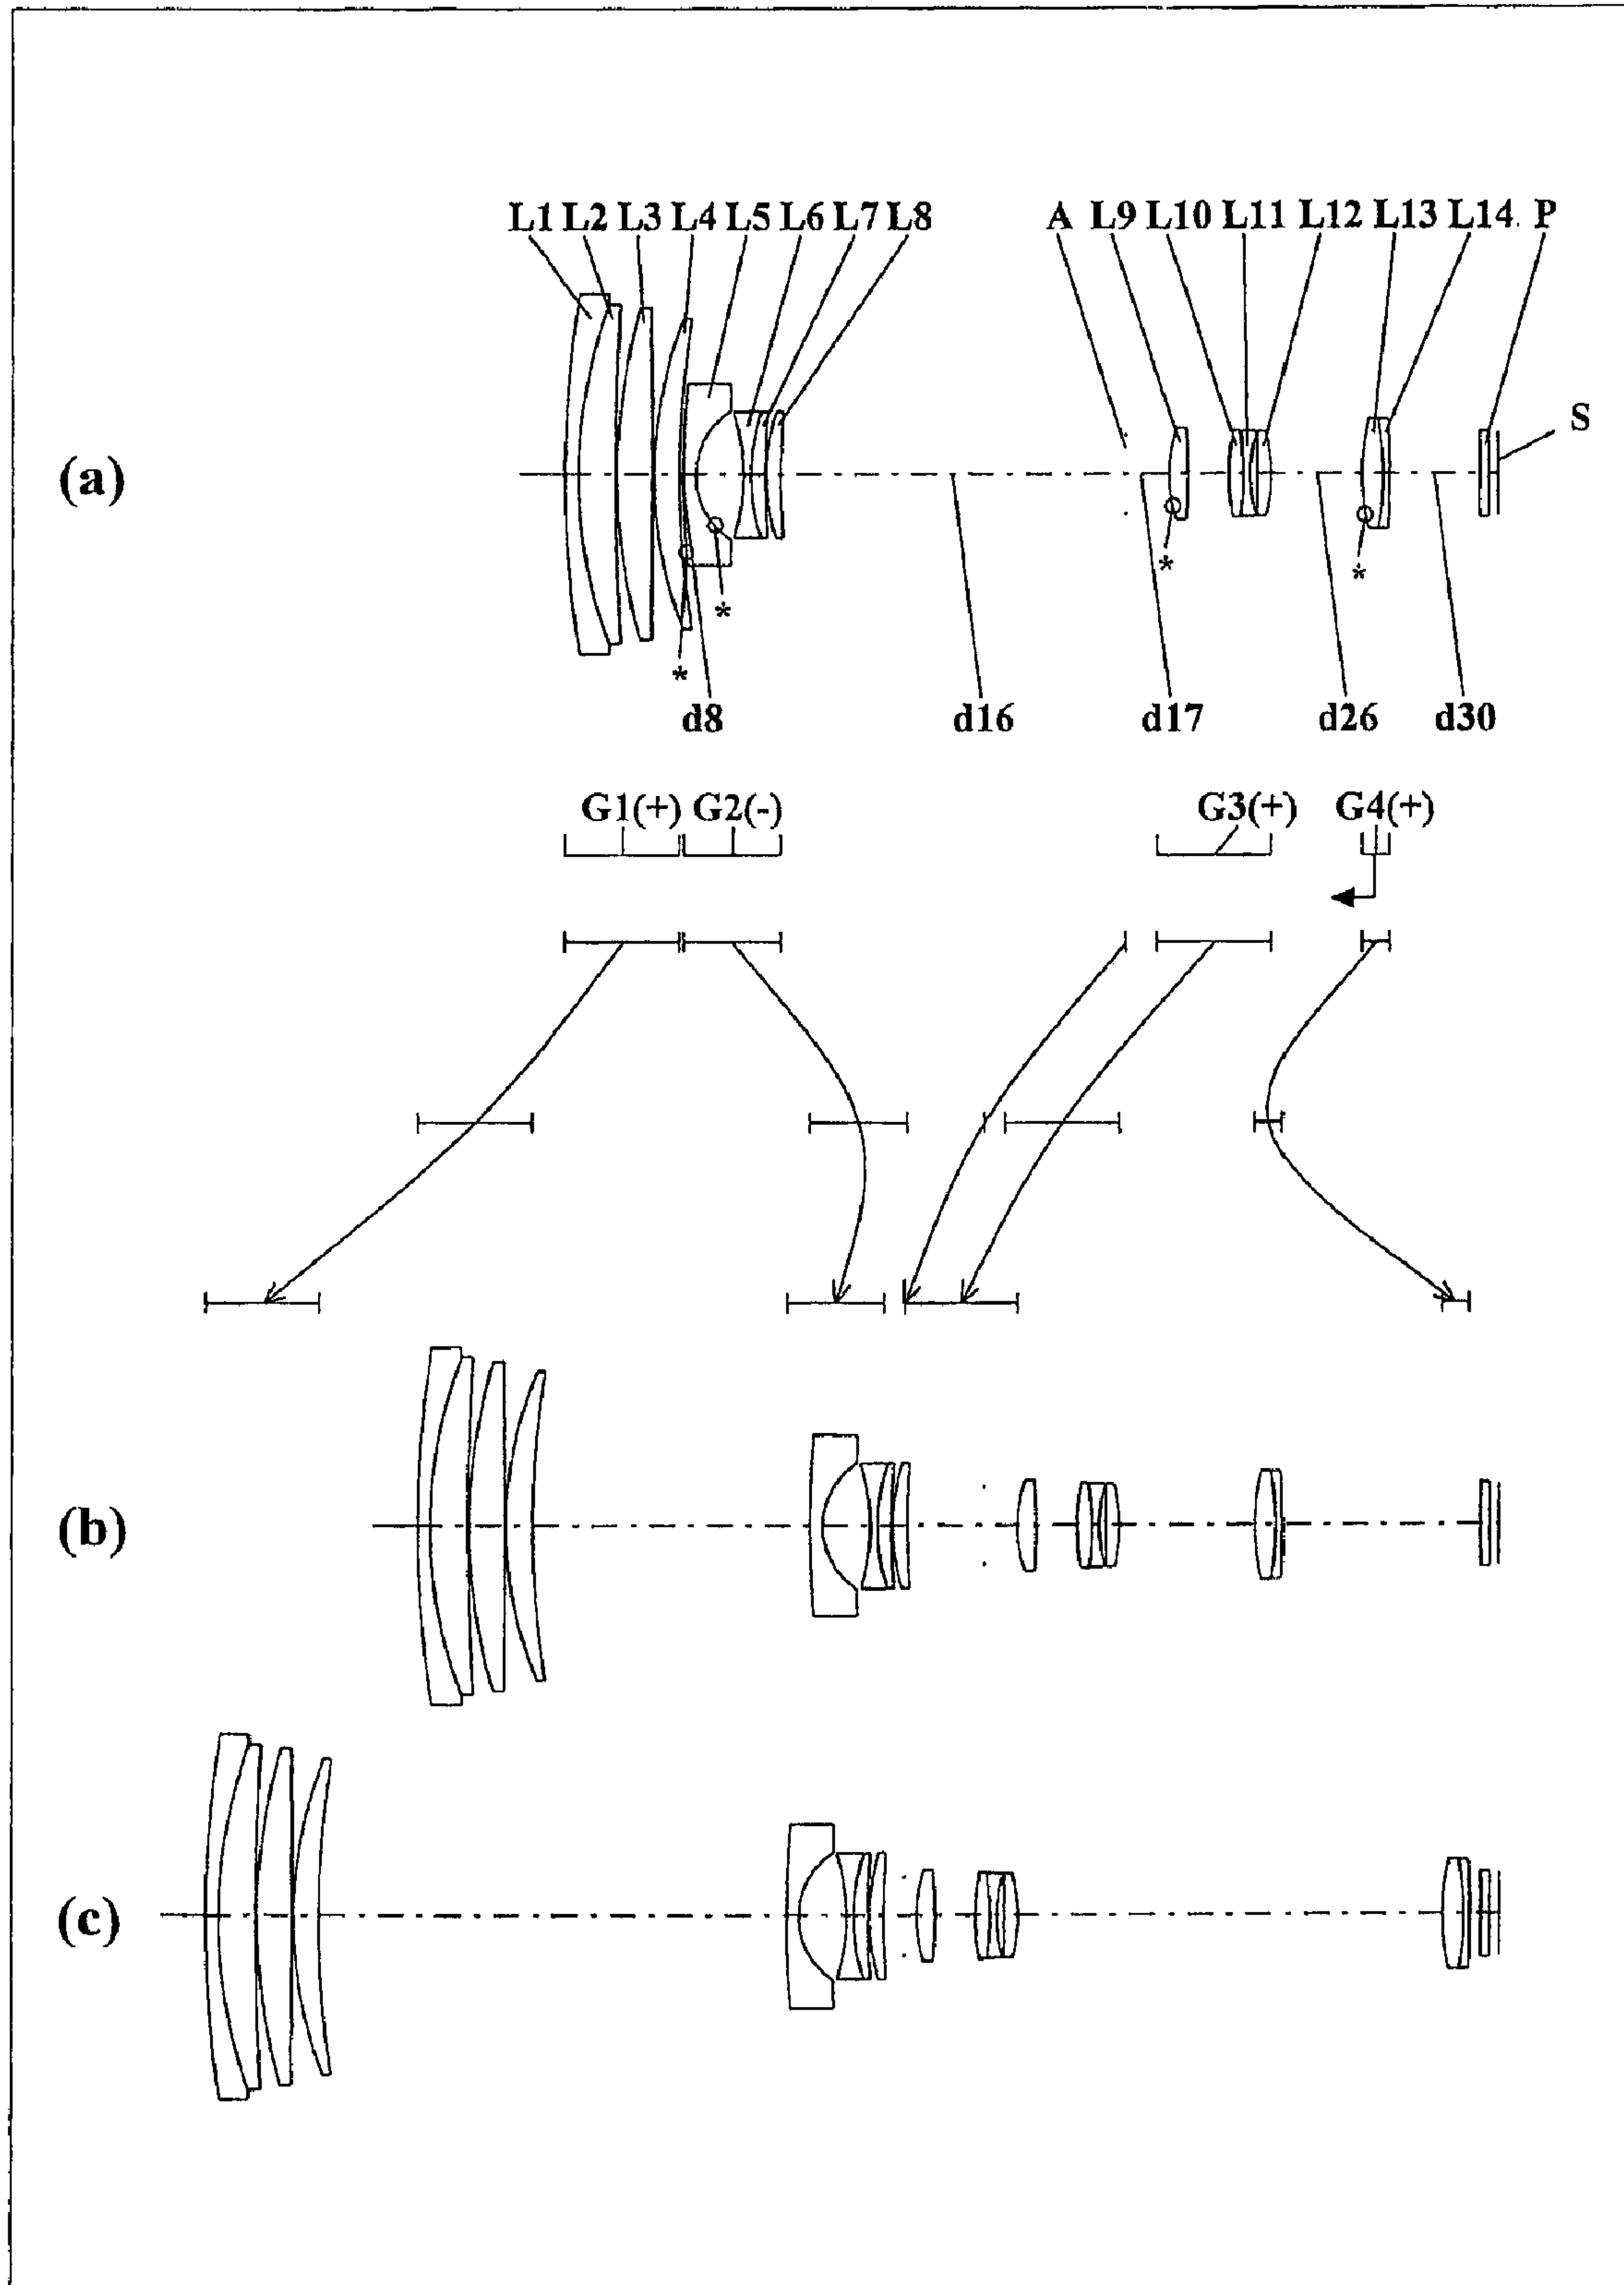 L1 L2 L3 L4 L5 L6 L7 L8 A L9 L10 L11 L12 L13 L14 P
S
(a)
* * * *
d8 d16 d17 d26 d30
G1(+) G2(-) G3(+) G4(+)
(b)
(c)